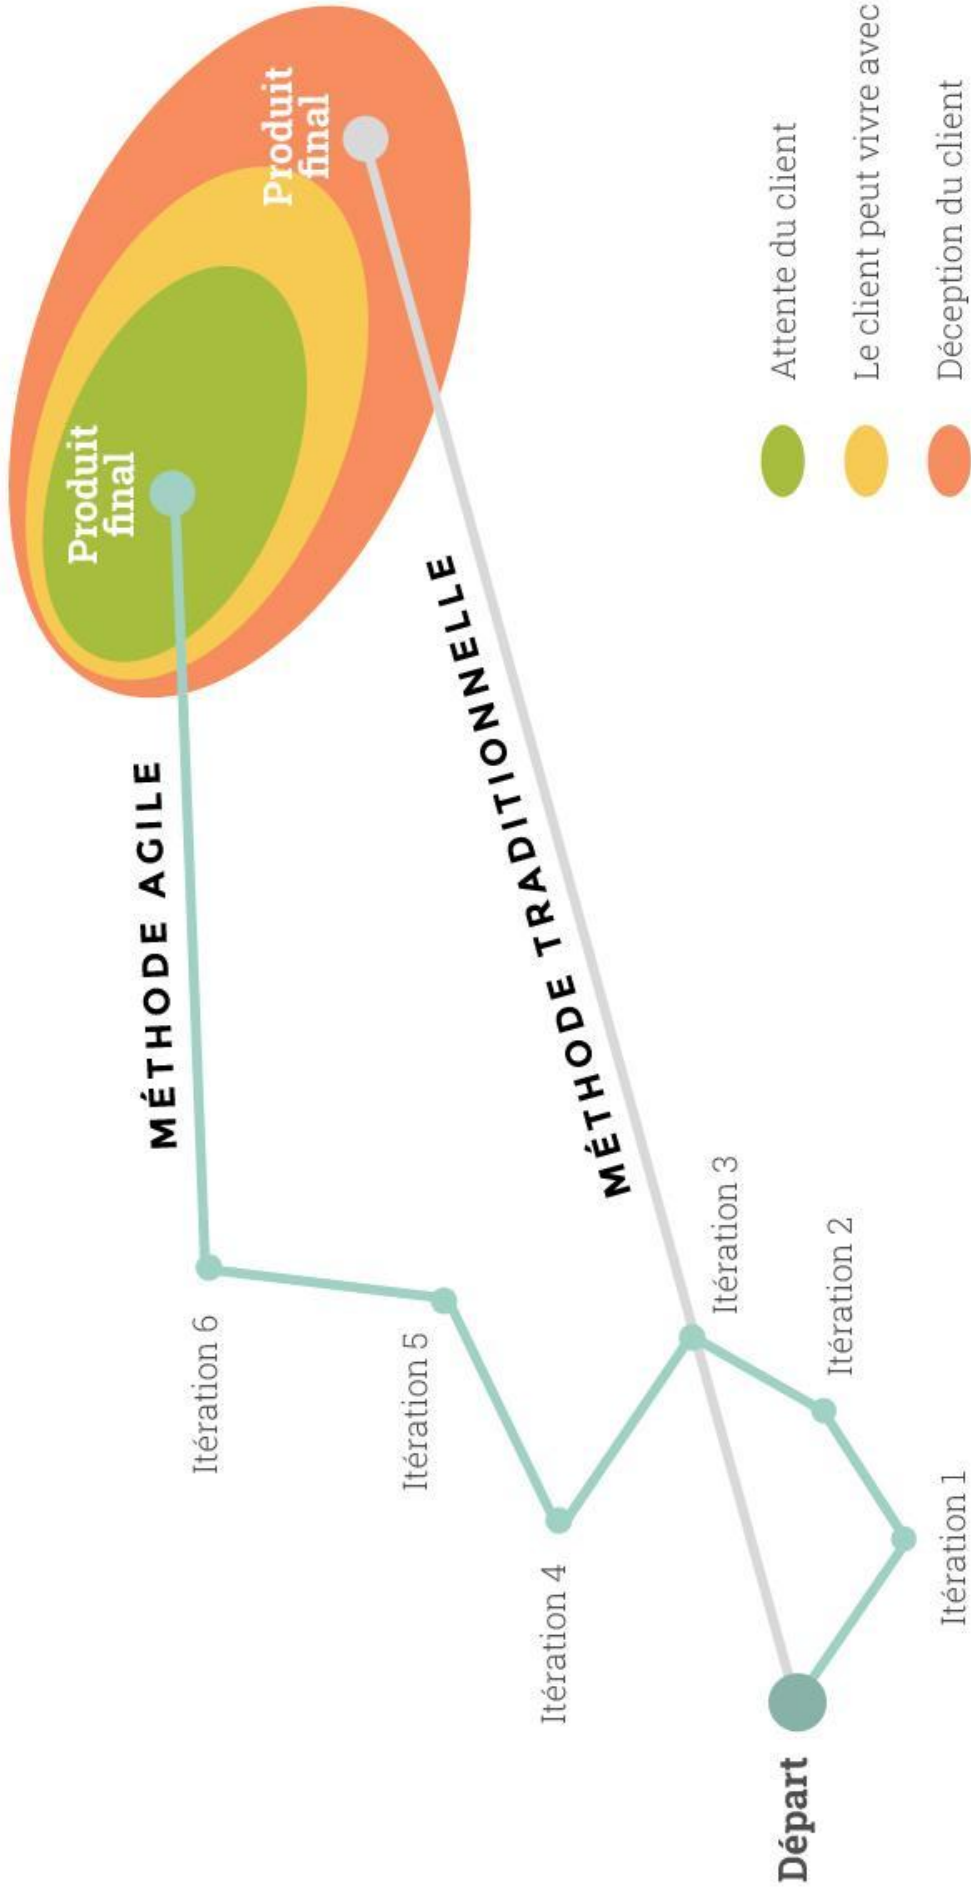 Produit
final
Produit
final
MÉTHODE AGILE
MÉTHODE TRADITIONNELLE
Itération 6
Itération 5
Itération 4
Itération 3
Itération 2
Itération 1
Départ
Attente du client
Le client peut vivre avec
Déception du client